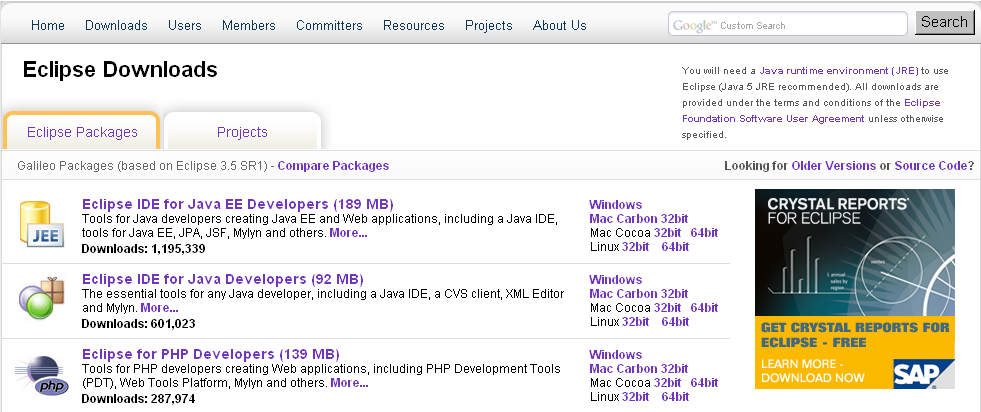 Home Downloads Users Members Committers Resources Projects About Us Google™ Custom Search Search
Eclipse Downloads
You will need a Java runtime environment (JRE) to use
Eclipse (Java 5 JRE recommended). All downloads are
provided under the terms and conditions of the Eclipse
Foundation Software User Agreement unless otherwise
specified.
Eclipse Packages Projects
Galileo Packages (based on Eclipse 3.5 SR1) - Compare Packages Looking for Older Versions or Source Code?
JEE
Eclipse IDE for Java EE Developers (189 MB)
Tools for Java developers creating Java EE and Web applications, including a Java IDE,
tools for Java EE, JPA, JSF, Mylyn and others. More...
Downloads: 1,195,339
Windows
Mac Carbon 32bit
Mac Cocoa 32bit 64bit
Linux 32bit 64bit
Eclipse IDE for Java Developers (92 MB)
The essential tools for any Java developer, including a Java IDE, a CVS client, XML Editor
and Mylyn. More...
Downloads: 601,023
Windows
Mac Carbon 32bit
Mac Cocoa 32bit 64bit
Linux 32bit 64bit
php
Eclipse for PHP Developers (139 MB)
Tools for PHP developers creating Web applications, including PHP Development Tools
(PDT), Web Tools Platform, Mylyn and others. More...
Downloads: 287,974
Windows
Mac Carbon 32bit
Mac Cocoa 32bit 64bit
Linux 32bit 64bit
CRYSTAL REPORTS®
FOR ECLIPSE
annual
sales by
region
GET CRYSTAL REPORTS FOR
ECLIPSE - FREE
LEARN MORE -
DOWNLOAD NOW
SAP